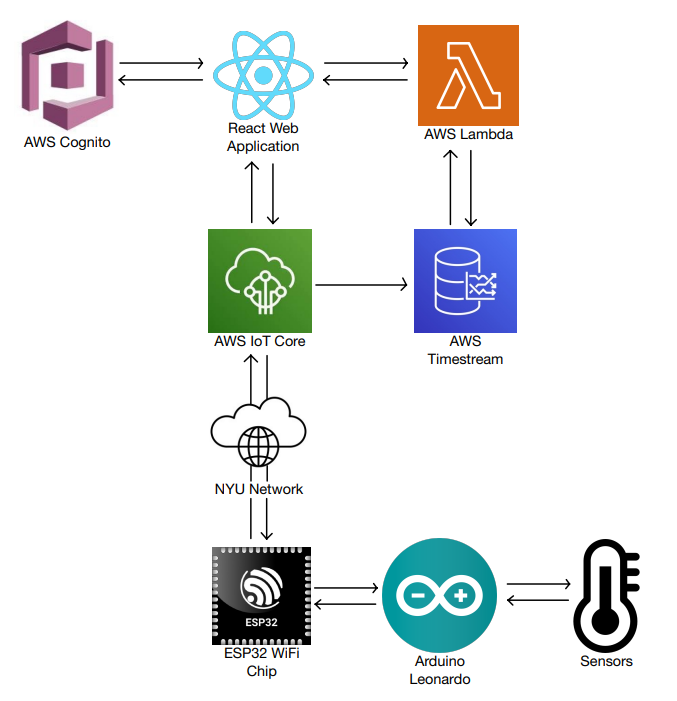 AWS Cognito
React Web
Application
AWS Lambda
AWS IoT Core
AWS
Timestream
NYU Network
ESP32
ESP32 WiFi
Chip
Arduino
Leonardo
Sensors